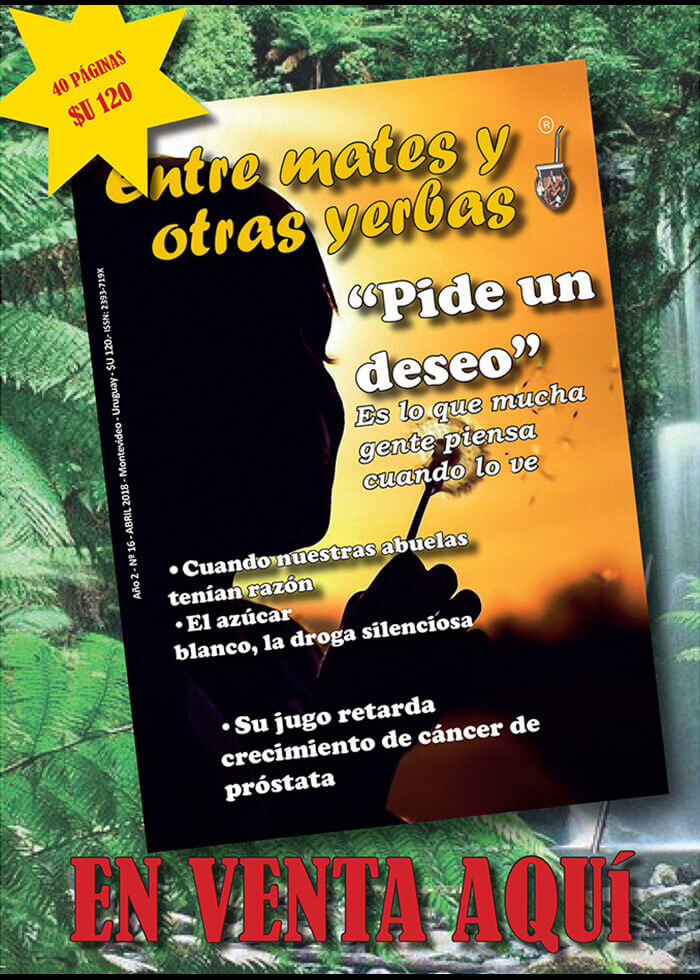 40 PÁGINAS
$U 120
entre mates y
otras yerbas
®
“Pide un
deseo”
Es lo que mucha
gente piensa
cuando lo ve
Año 2 - Nº 16 - ABRIL 2018 - Montevideo - Uruguay - $U 120.- ISSN: 2393-719X
• Cuando nuestras abuelas
tenían razón
• El azúcar
blanco, la droga silenciosa
• Su jugo retarda
crecimiento de cáncer de
próstata
EN VENTA AQUí